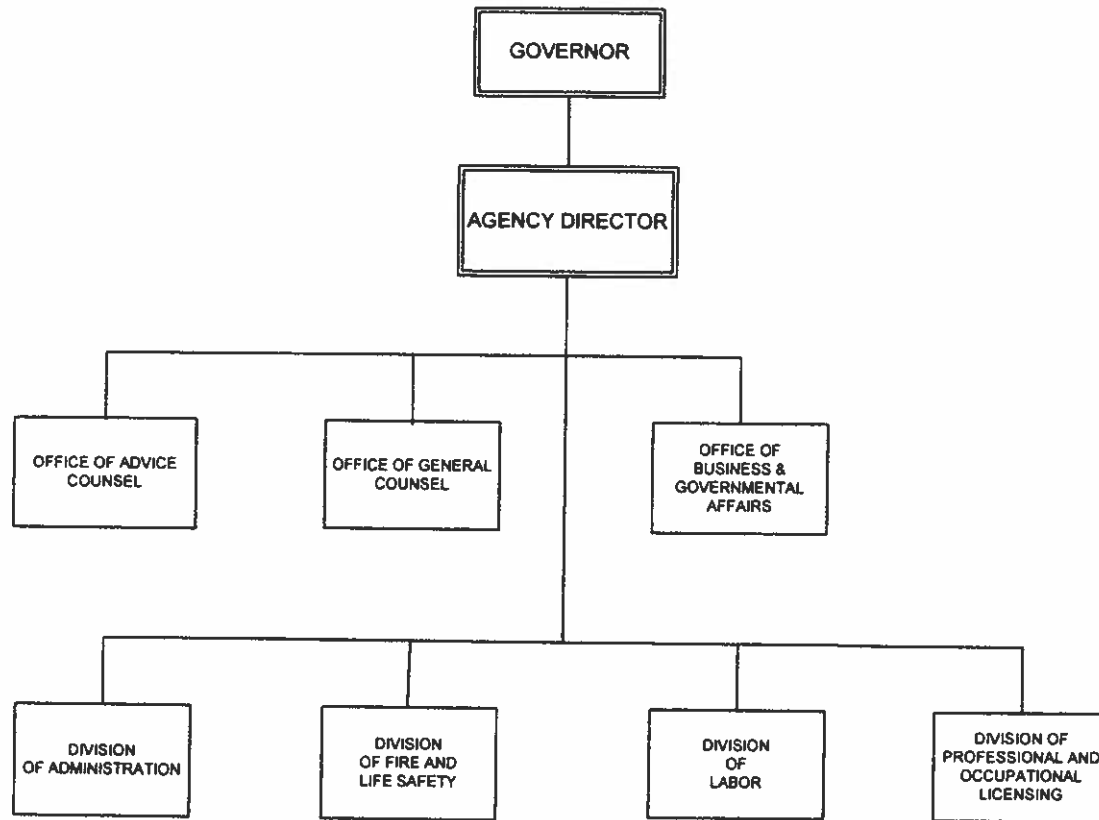 GOVERNOR
AGENCY DIRECTOR
OFFICE OF ADVICE
COUNSEL
OFFICE OF GENERAL
COUNSEL
OFFICE OF
BUSINESS &
GOVERNMENTAL
AFFAIRS
DIVISION
OF ADMINISTRATION
DIVISION
OF FIRE AND
LIFE SAFETY
DIVISION
OF
LABOR
DIVISION OF
PROFESSIONAL AND
OCCUPATIONAL
LICENSING